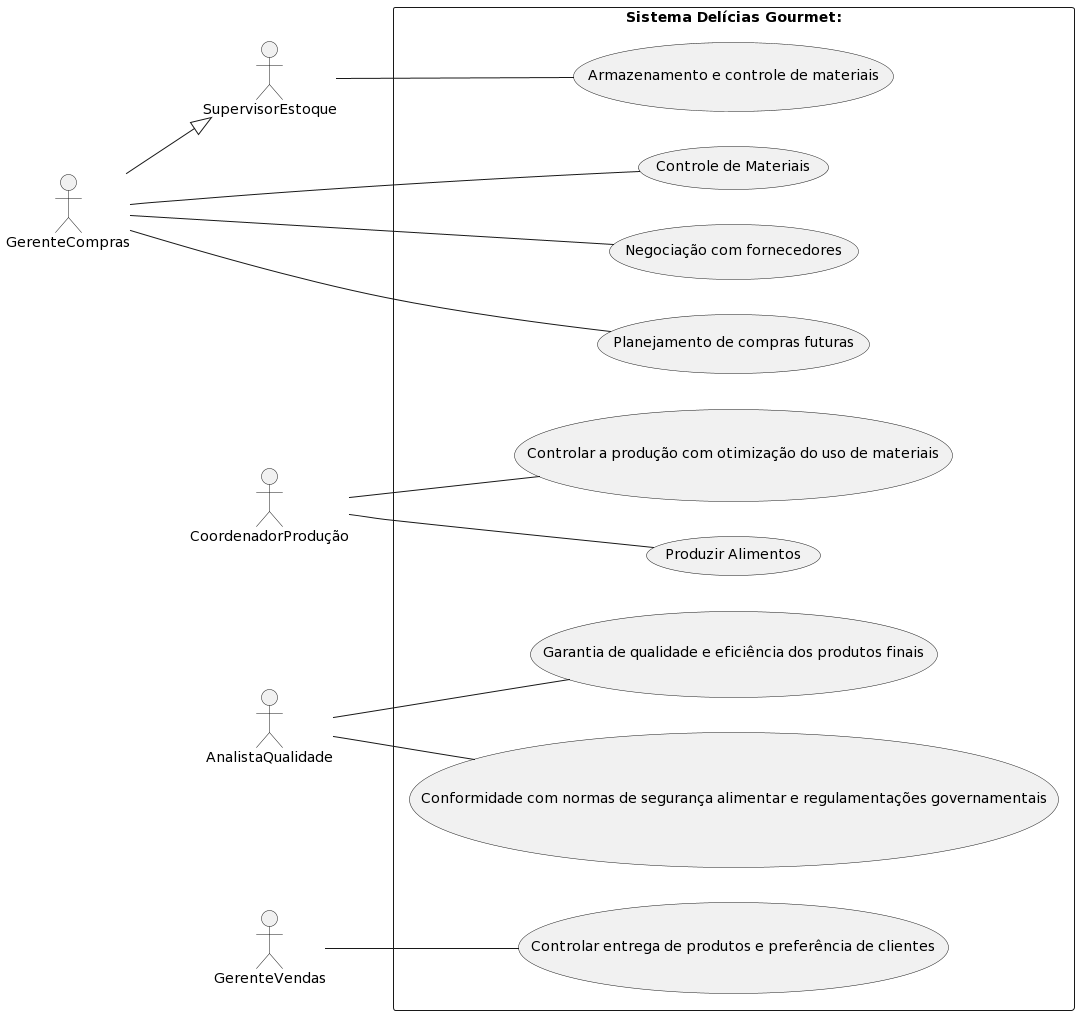 Sistema Delícias Gourmet:
Armazenamento e controle de materiais
SupervisorEstoque
Controle de Materiais
GerenteCompras
Negociação com fornecedores
Planejamento de compras futuras
Controlar a produção com otimização do uso de materiais
CoordenadorProdução
Produzir Alimentos
Garantia de qualidade e eficiência dos produtos finais
AnalistaQualidade
Conformidade com normas de segurança alimentar e regulamentações governamentais
Controlar entrega de produtos e preferência de clientes
GerenteVendas